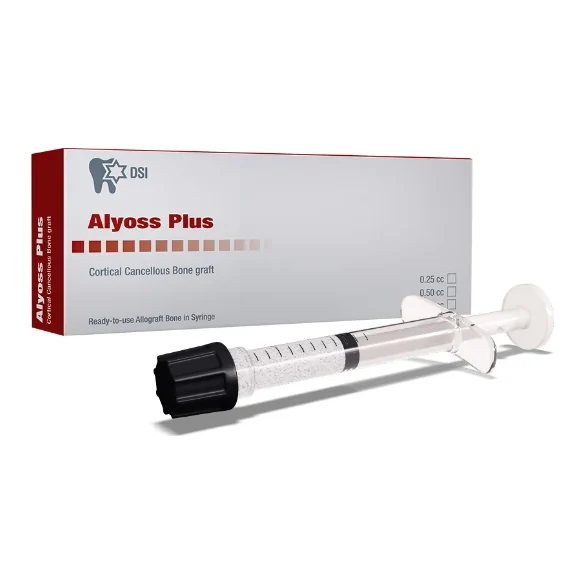 DSI
Alyoss Plus
Cortical Cancellous Bone graft
0.25 cc
0.50 cc
Ready-to-use Allograft Bone in Syringe
Alyoss Plus
Cortical Cancellous Bone graft